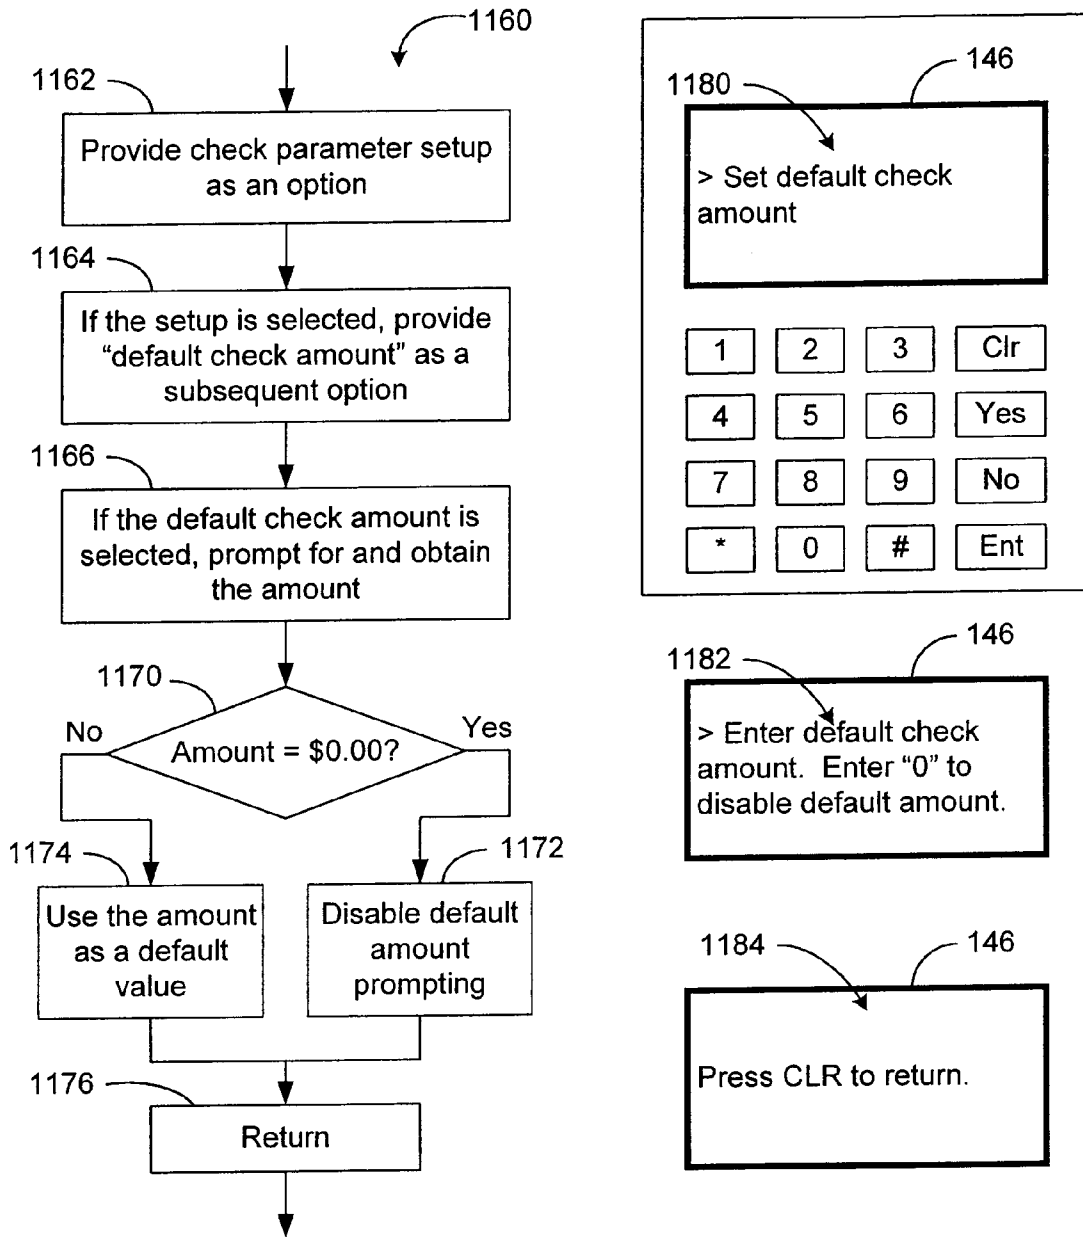 1160
1162
Provide check parameter setup
as an option
1164
If the setup is selected, provide
“default check amount” as a
subsequent option
1166
If the default check amount is
selected, prompt for and obtain
the amount
1170
No
Yes
Amount = $0.00?
1174
1172
Use the amount
as a default
value
Disable default
amount
prompting
1176
Return
146
1180
> Set default check
amount
1 2 3 Clr
4 5 6 Yes
7 8 9 No
* 0 # Ent
146
1182
> Enter default check
amount. Enter “0” to
disable default amount.
146
1184
Press CLR to return.